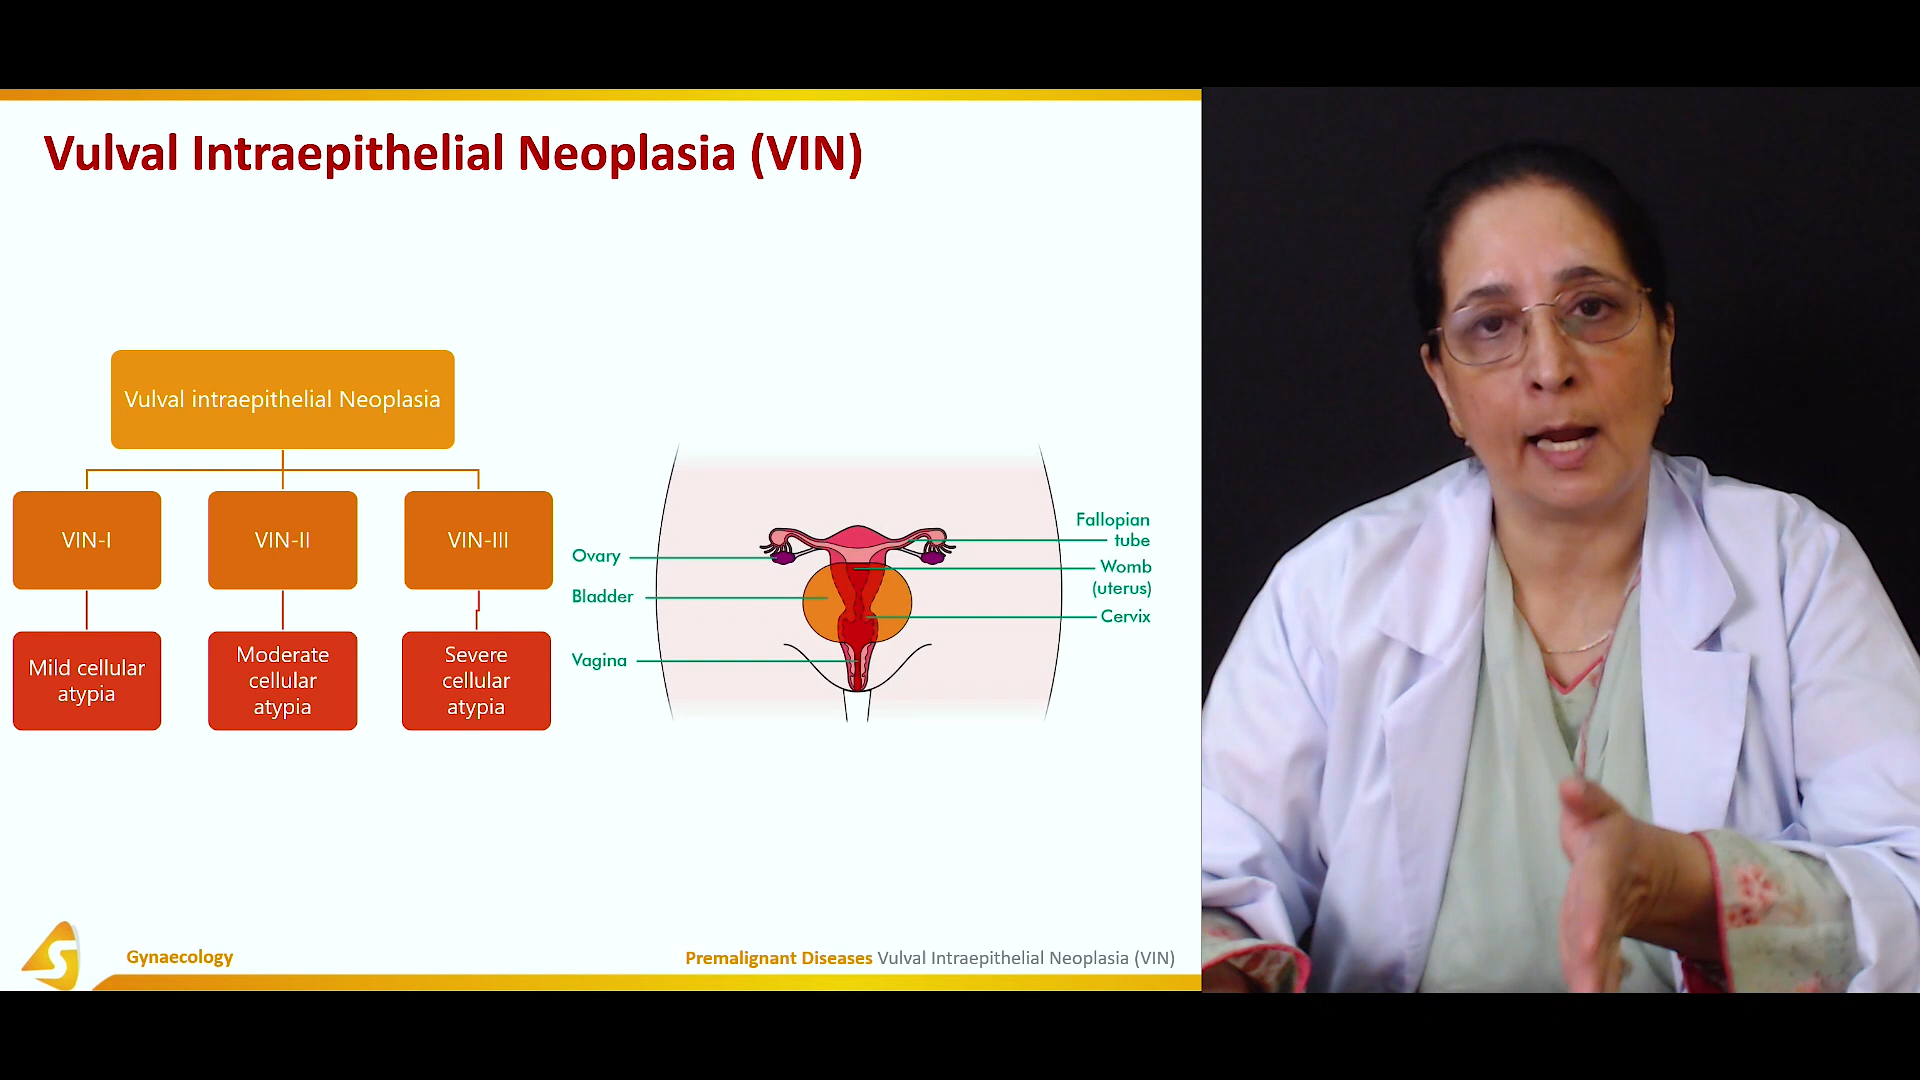 Vulval Intraepithelial Neoplasia (VIN)
Vulval intraepithelial Neoplasia
VIN-I
VIN-II
VIN-III
Mild cellular
atypia
Moderate
cellular
atypia
Severe
cellular
atypia
Ovary
Bladder
Vagina
Fallopian
tube
Womb
(uterus)
Cervix
Gynaecology
Premalignant Diseases Vulval Intraepithelial Neoplasia (VIN)